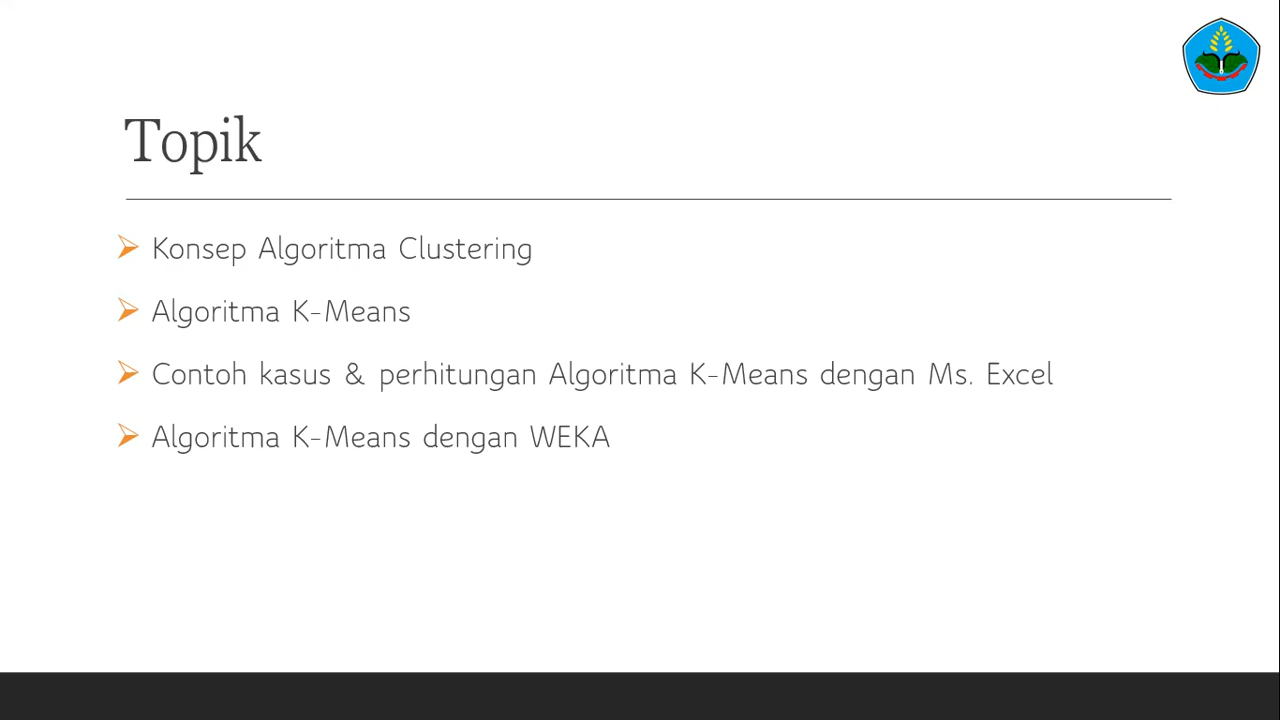 Topik
Konsep Algoritma Clustering
Algoritma K-Means
Contoh kasus & perhitungan Algoritma K-Means dengan Ms. Excel
Algoritma K-Means dengan WEKA